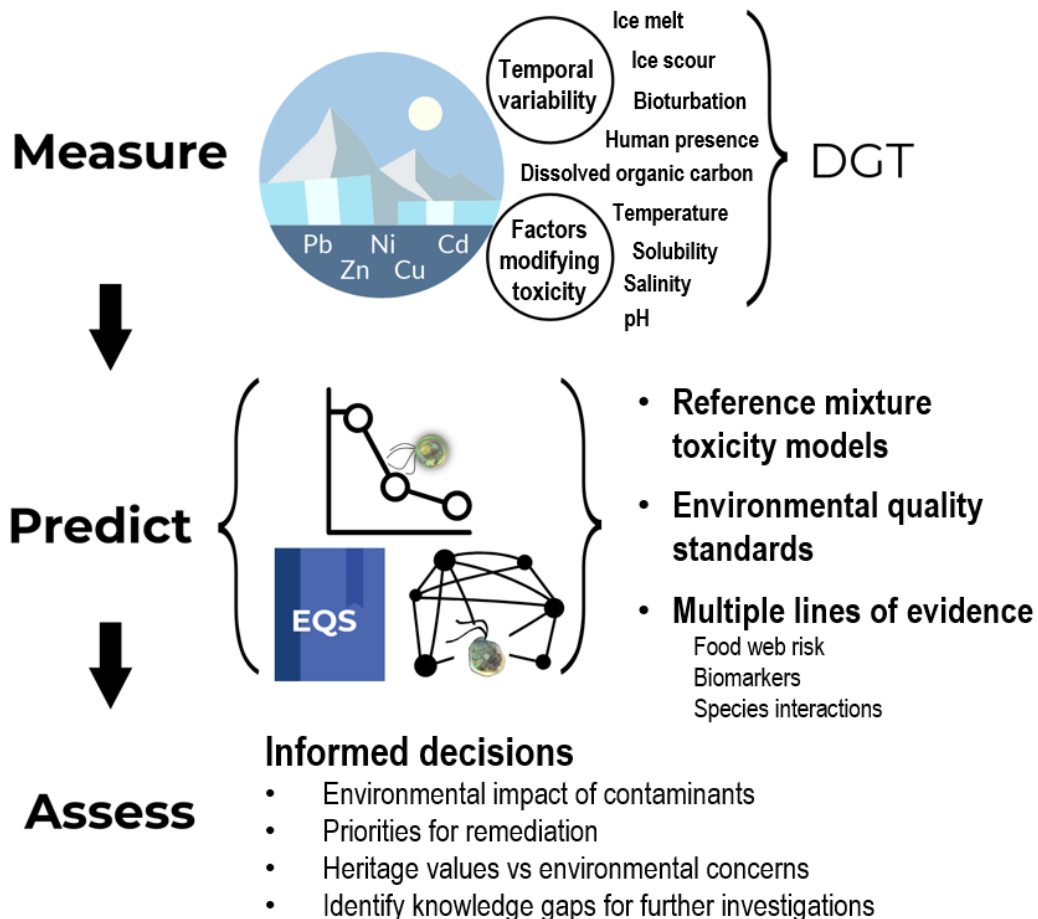 Measure
Pb Ni Cd
Zn Cu
Temporal
variability
Ice melt
Ice scour
Bioturbation
Human presence
Dissolved organic carbon
Factors
modifying
toxicity
Temperature
Solubility
Salinity
pH
DGT
Predict
EQS
• Reference mixture
toxicity models
• Environmental quality
standards
• Multiple lines of evidence
Food web risk
Biomarkers
Species interactions
Assess
Informed decisions
• Environmental impact of contaminants
• Priorities for remediation
• Heritage values vs environmental concerns
• Identify knowledge gaps for further investigations